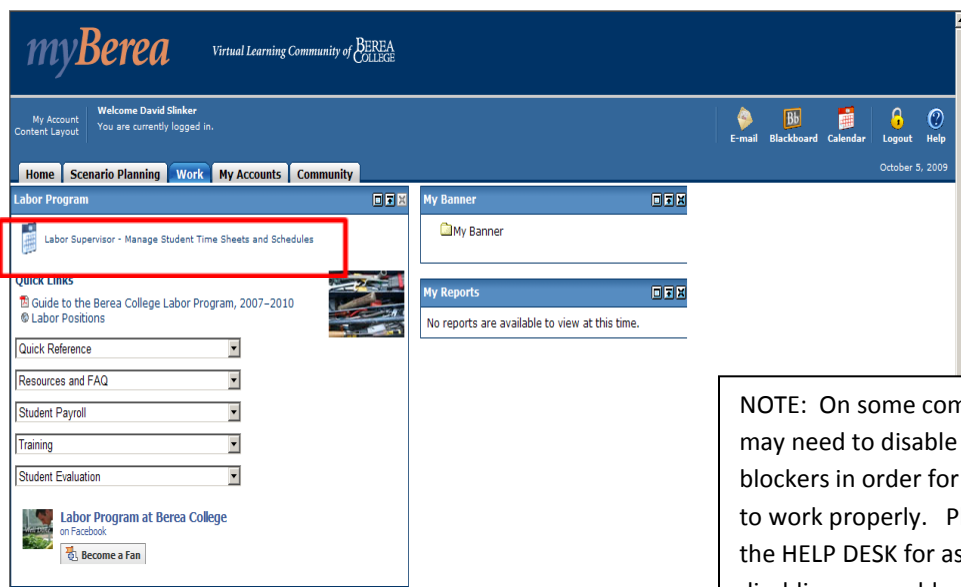 myBerea
Virtual Learning Community of BEREA COLLEGE
My Account
Content Layout
Welcome David Slinker
You are currently logged in.
E-mail Blackboard Calendar Logout Help
Bb
October 5, 2009
Home Scenario Planning Work My Accounts Community
Labor Program
Labor Supervisor - Manage Student Time Sheets and Schedules
Quick Links
Guide to the Berea College Labor Program, 2007-2010
Labor Positions
Quick Reference
Resources and FAQ
Student Payroll
Training
Student Evaluation
Labor Program at Berea College
on Facebook
Become a Fan
My Banner
My Banner
My Reports
No reports are available to view at this time.
NOTE: On some
may need to disable
blockers in order for
to work properly.
the HELP DESK for